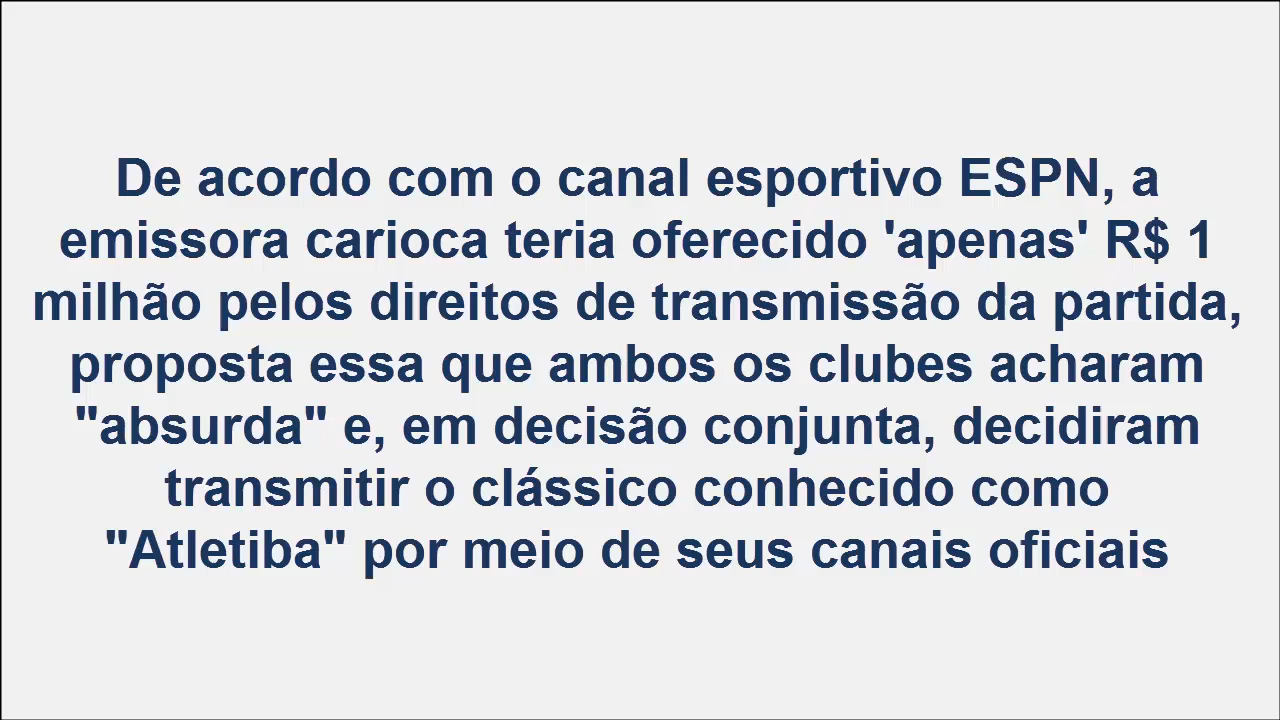 De acordo com o canal esportivo ESPN, a
emissora carioca teria oferecido 'apenas' R$ 1
milhão pelos direitos de transmissão da partida,
proposta essa que ambos os clubes acharam
"absurda" e, em decisão conjunta, decidiram
transmitir o clássico conhecido como
"Atletiba" por meio de seus canais oficiais